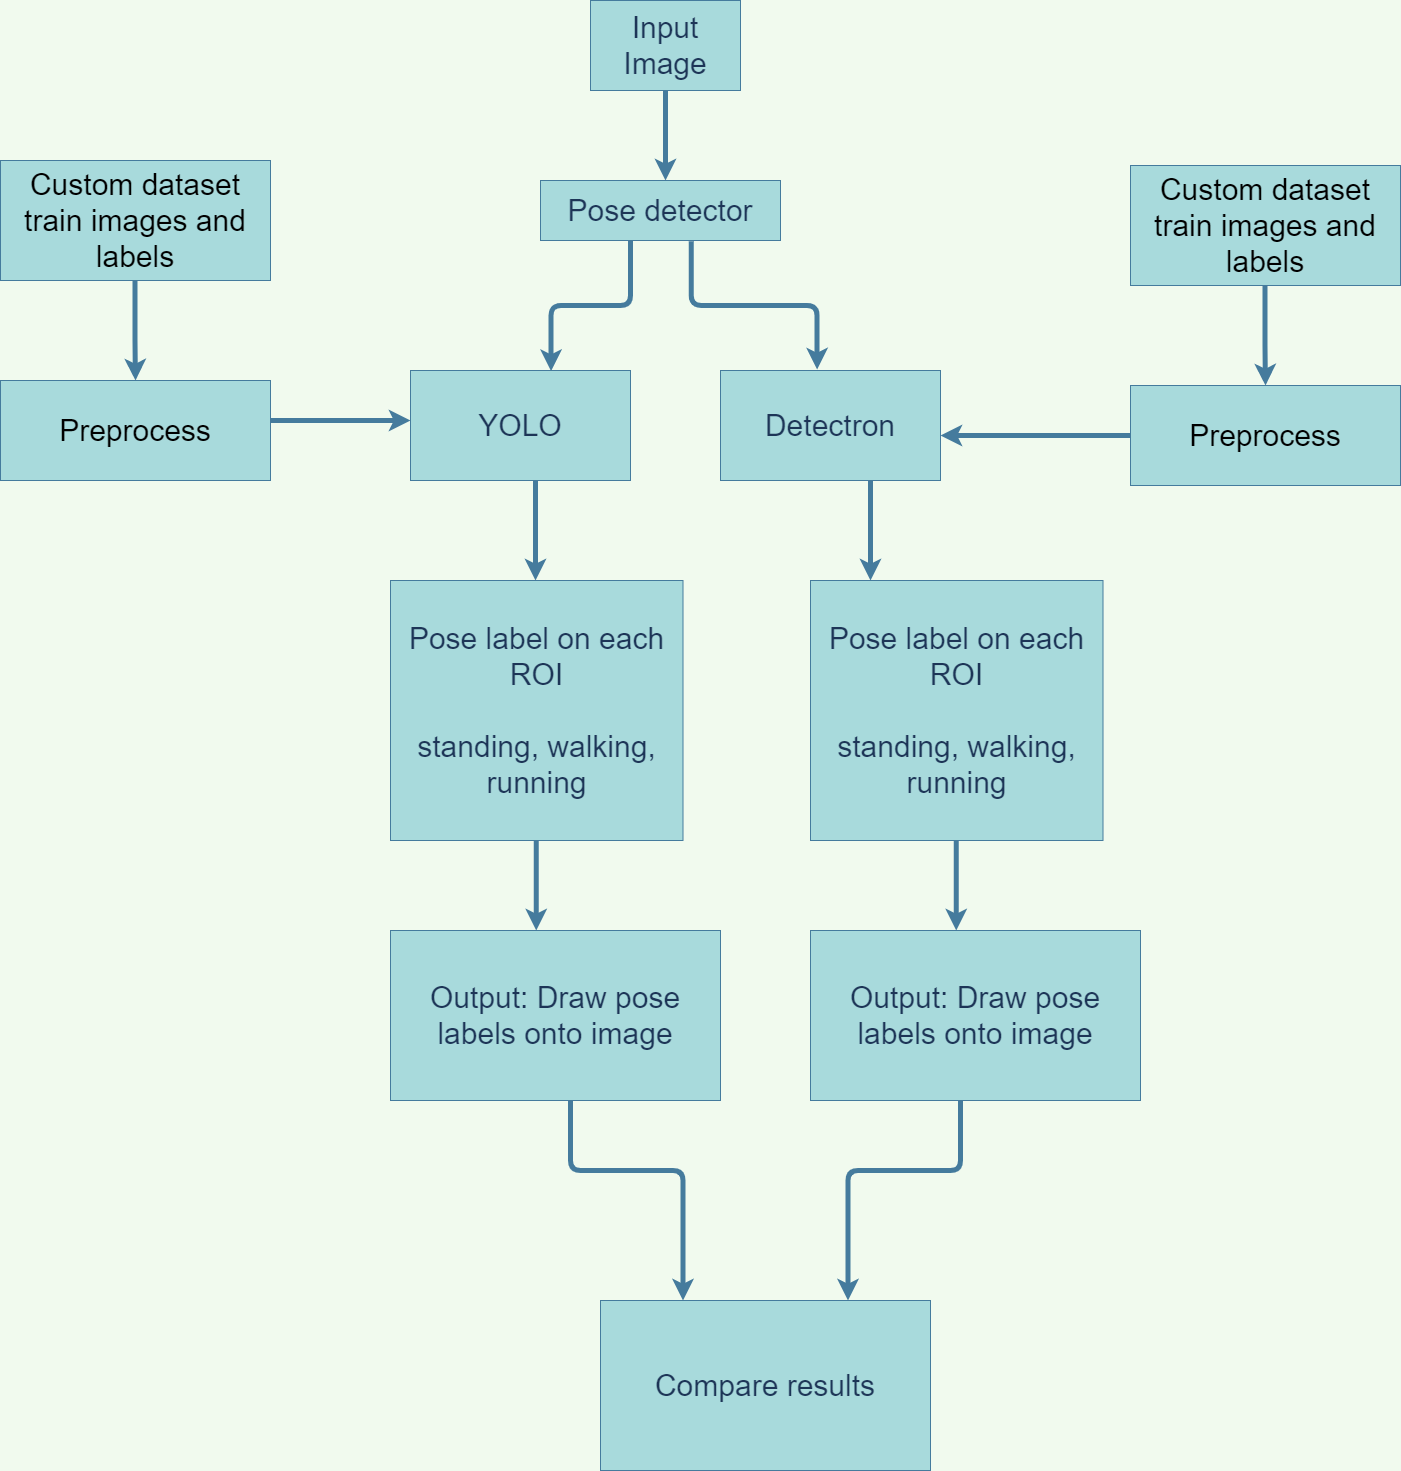 Input
Image
Custom dataset
train images and
labels
Pose detector
Custom dataset
train images and
labels
Preprocess
YOLO
Detectron
Preprocess
Pose label on each
ROI
standing, walking,
running
Pose label on each
ROI
standing, walking,
running
Output: Draw pose
labels onto image
Output: Draw pose
labels onto image
Compare results